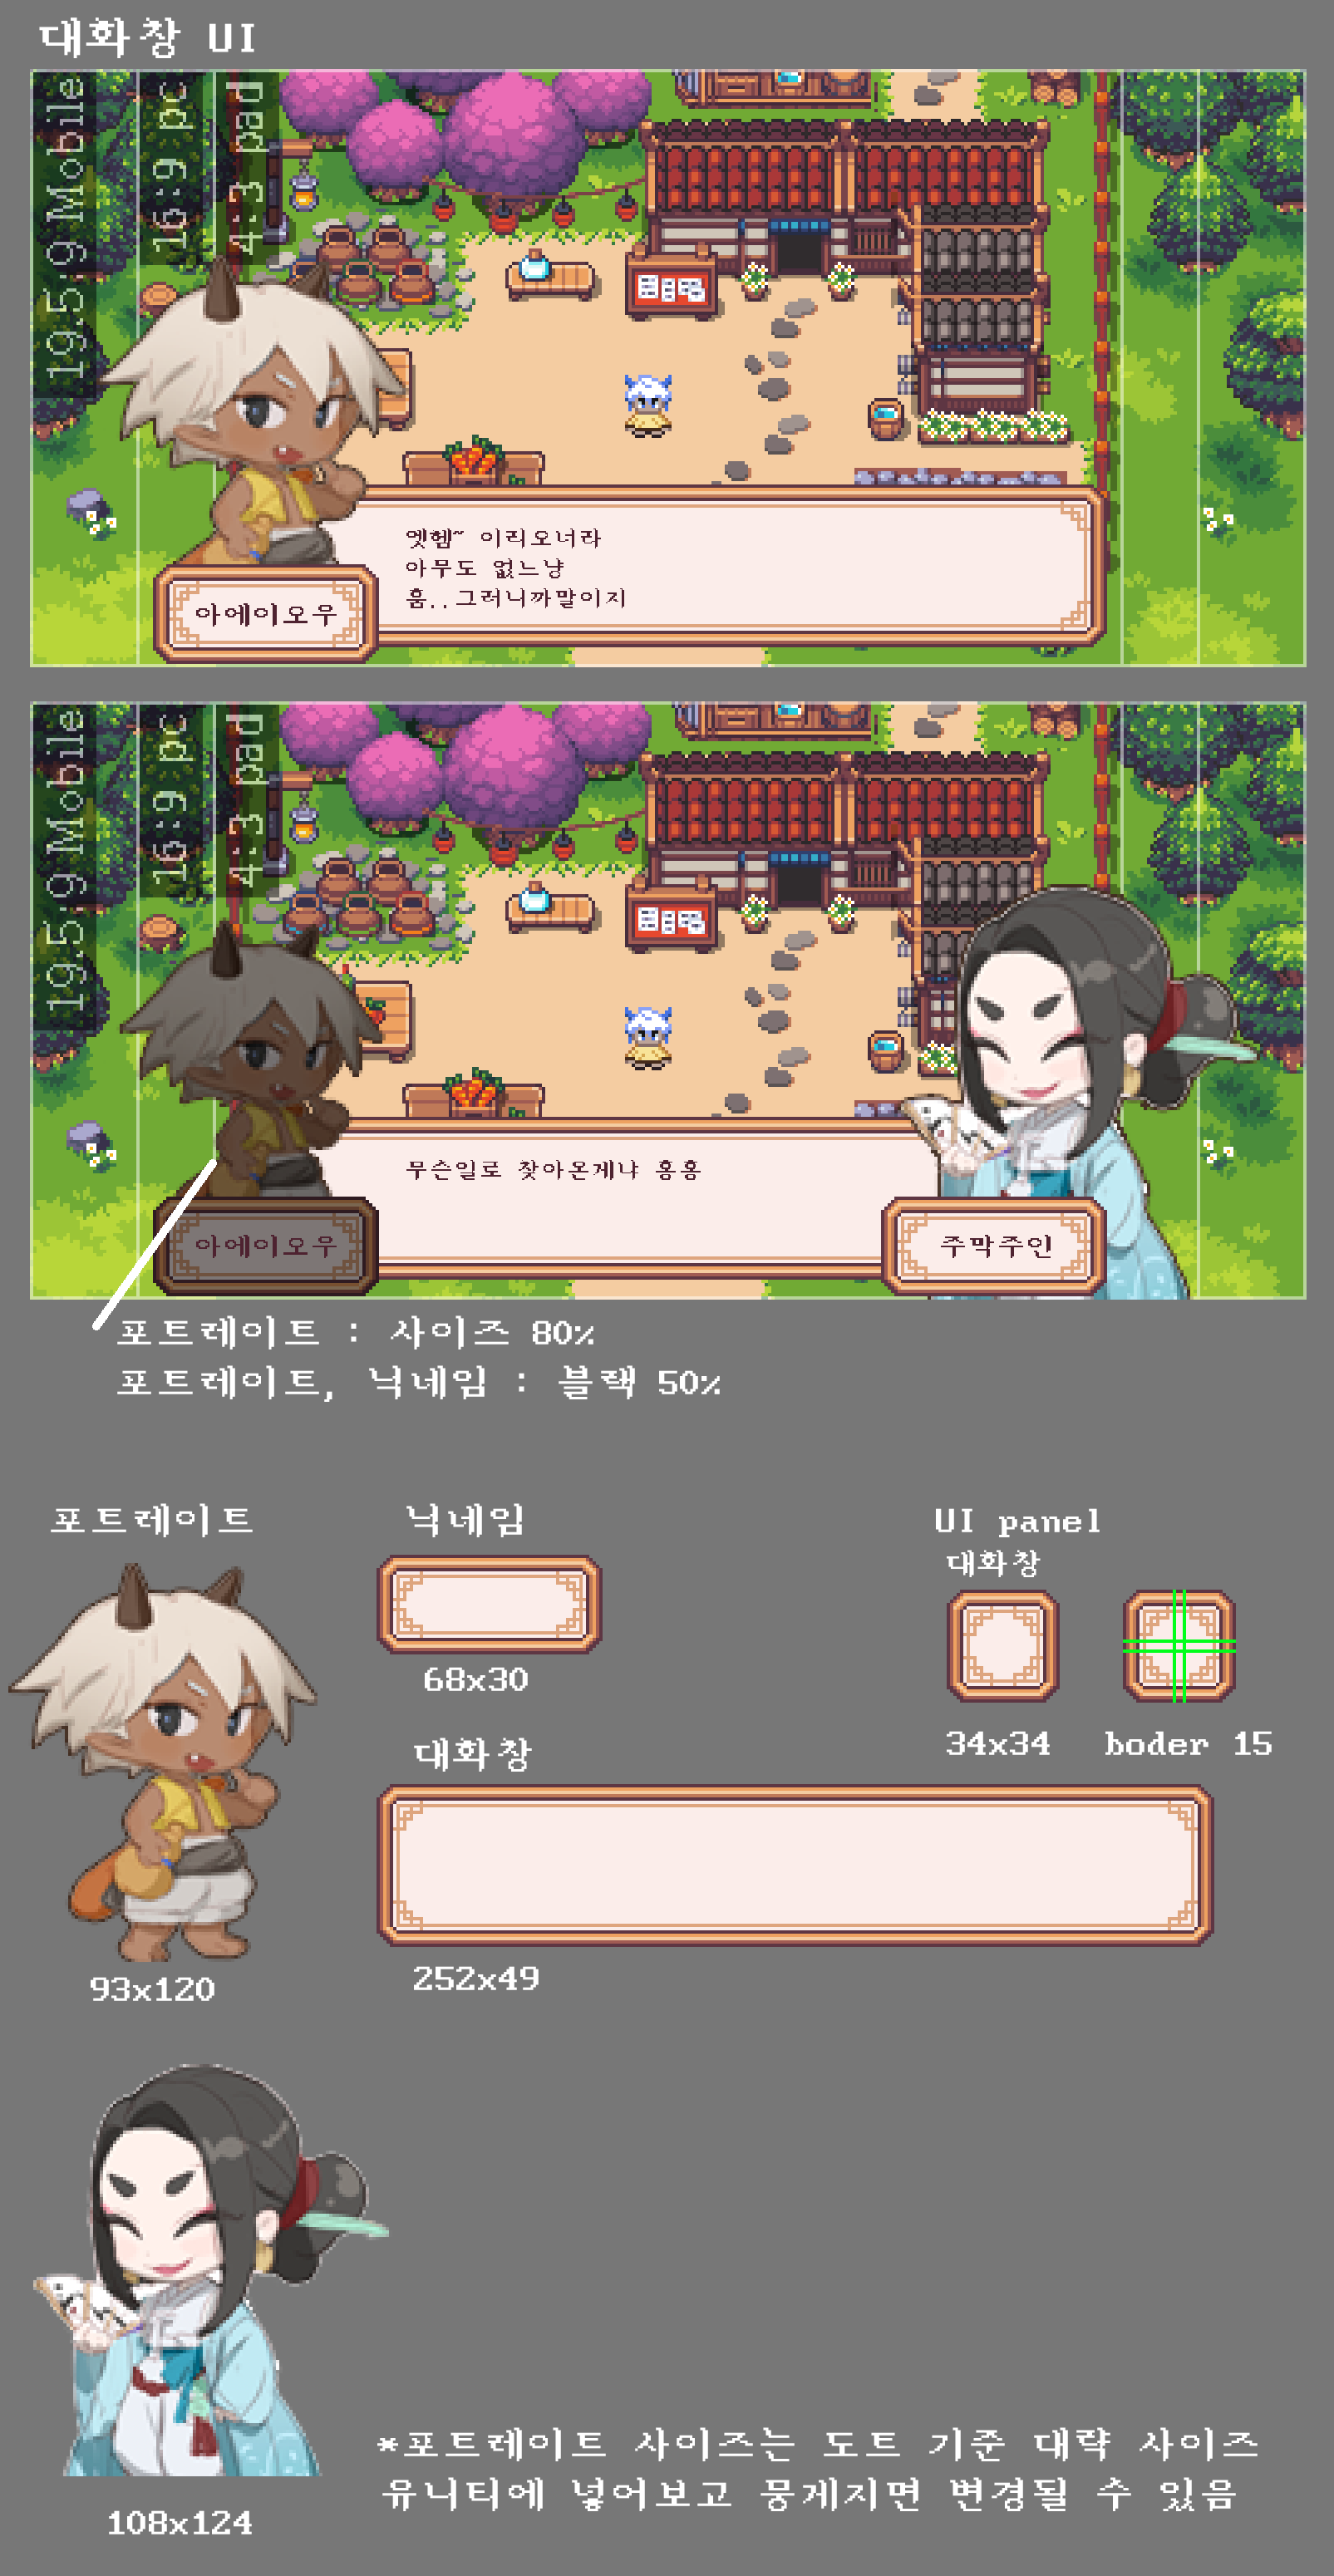 대화창 UI
19.5:9 Mobile
16:9 pc
4:3 pad
엣헴~ 이리오너라
아무도 없느냥
흠..그러니까말이지
아에이오우
19.5:9 Mobile
16:9 pc
4:3 pad
무슨일로 찾아온게냐 홍홍
아에이오우
주막주인
포트레이트 : 사이즈 80%
포트레이트, 닉네임 : 블랙 50%
포트레이트
닉네임
UI panel
대화창
68x30
34x34
boder 15
대화창
93x120
252x49
108x124
*포트레이트 사이즈는 도트 기준 대략 사이즈
유니티에 넣어보고 뭉게지면 변경될 수 있음